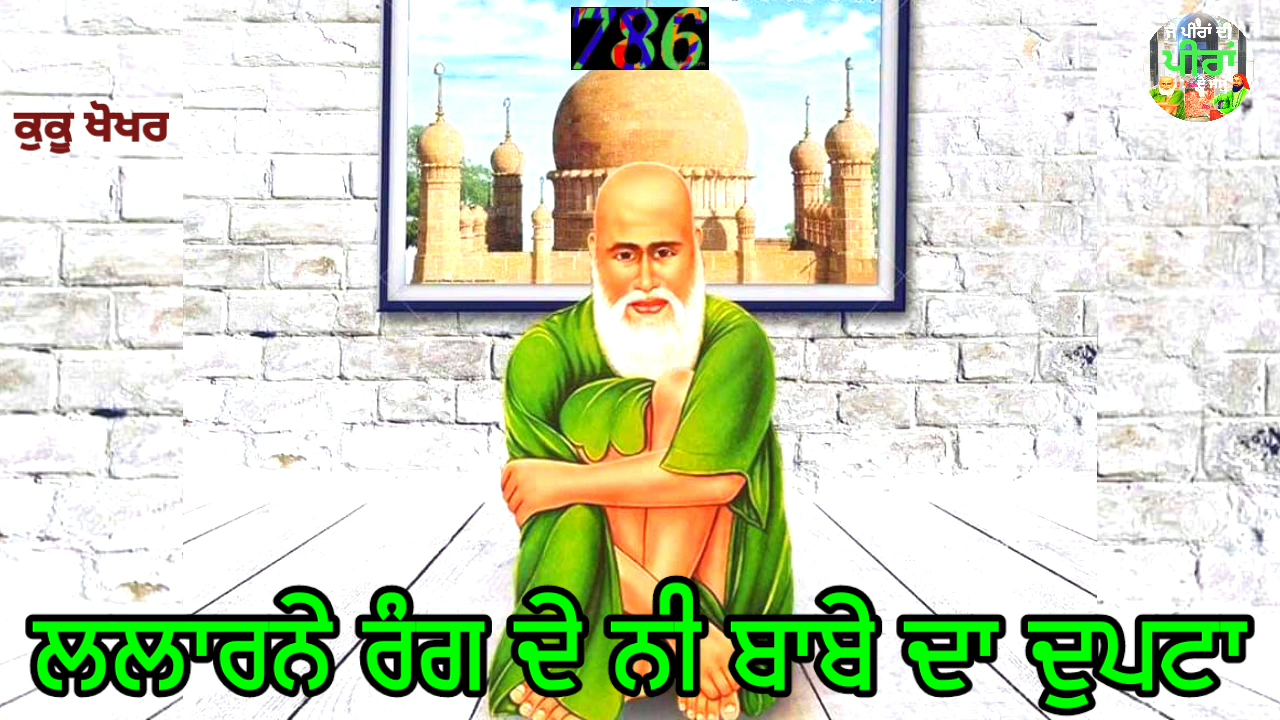 786
ਜੈ ਪੀਰਾਂ ਦੀ
ਪੀਰਾਂ
ਕੁਕੂ ਖੋਖਰ
ਲਲਾਰਨੇ ਰੰਗ ਦੇ ਨੀ ਬਾਬੇ ਦਾ ਦੁਪਟਾ